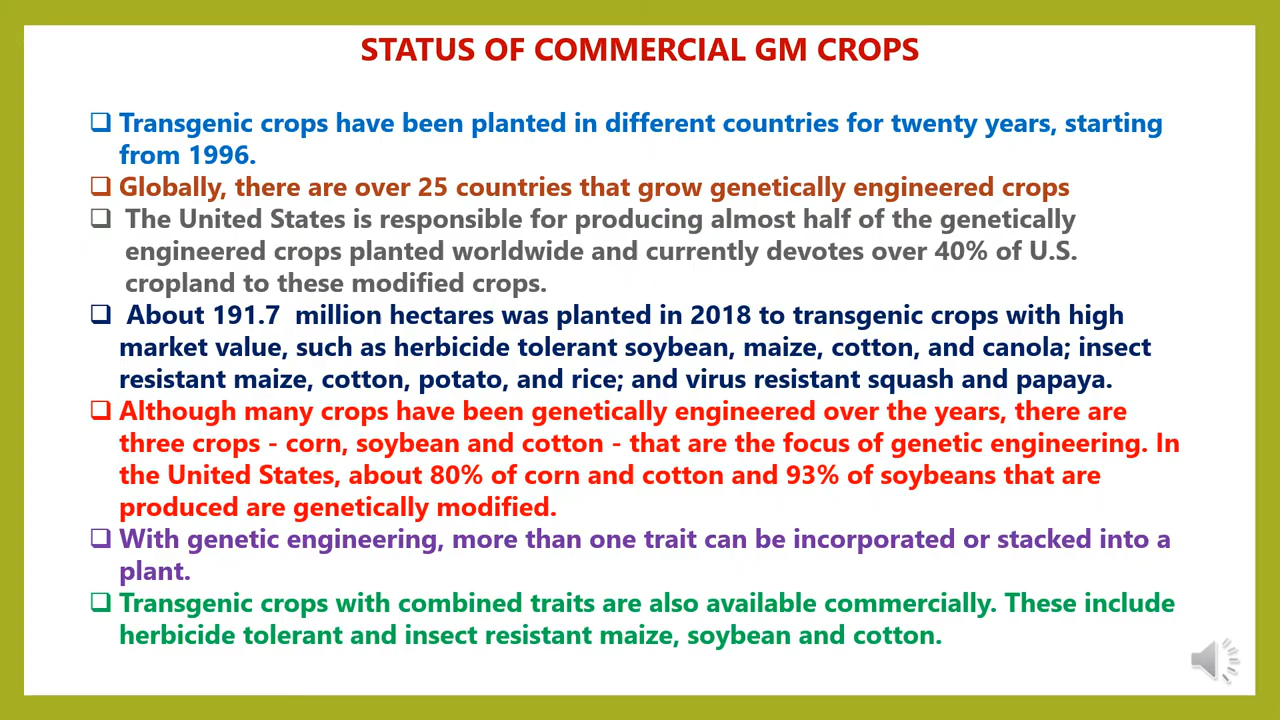 STATUS OF COMMERCIAL GM CROPS
❑ Transgenic crops have been planted in different countries for twenty years, starting
from 1996.
❑ Globally, there are over 25 countries that grow genetically engineered crops
❑ The United States is responsible for producing almost half of the genetically
engineered crops planted worldwide and currently devotes over 40% of U.S.
cropland to these modified crops.
❑ About 191.7 million hectares was planted in 2018 to transgenic crops with high
market value, such as herbicide tolerant soybean, maize, cotton, and canola; insect
resistant maize, cotton, potato, and rice; and virus resistant squash and papaya.
❑ Although many crops have been genetically engineered over the years, there are
three crops - corn, soybean and cotton - that are the focus of genetic engineering. In
the United States, about 80% of corn and cotton and 93% of soybeans that are
produced are genetically modified.
❑ With genetic engineering, more than one trait can be incorporated or stacked into a
plant.
❑ Transgenic crops with combined traits are also available commercially. These include
herbicide tolerant and insect resistant maize, soybean and cotton.